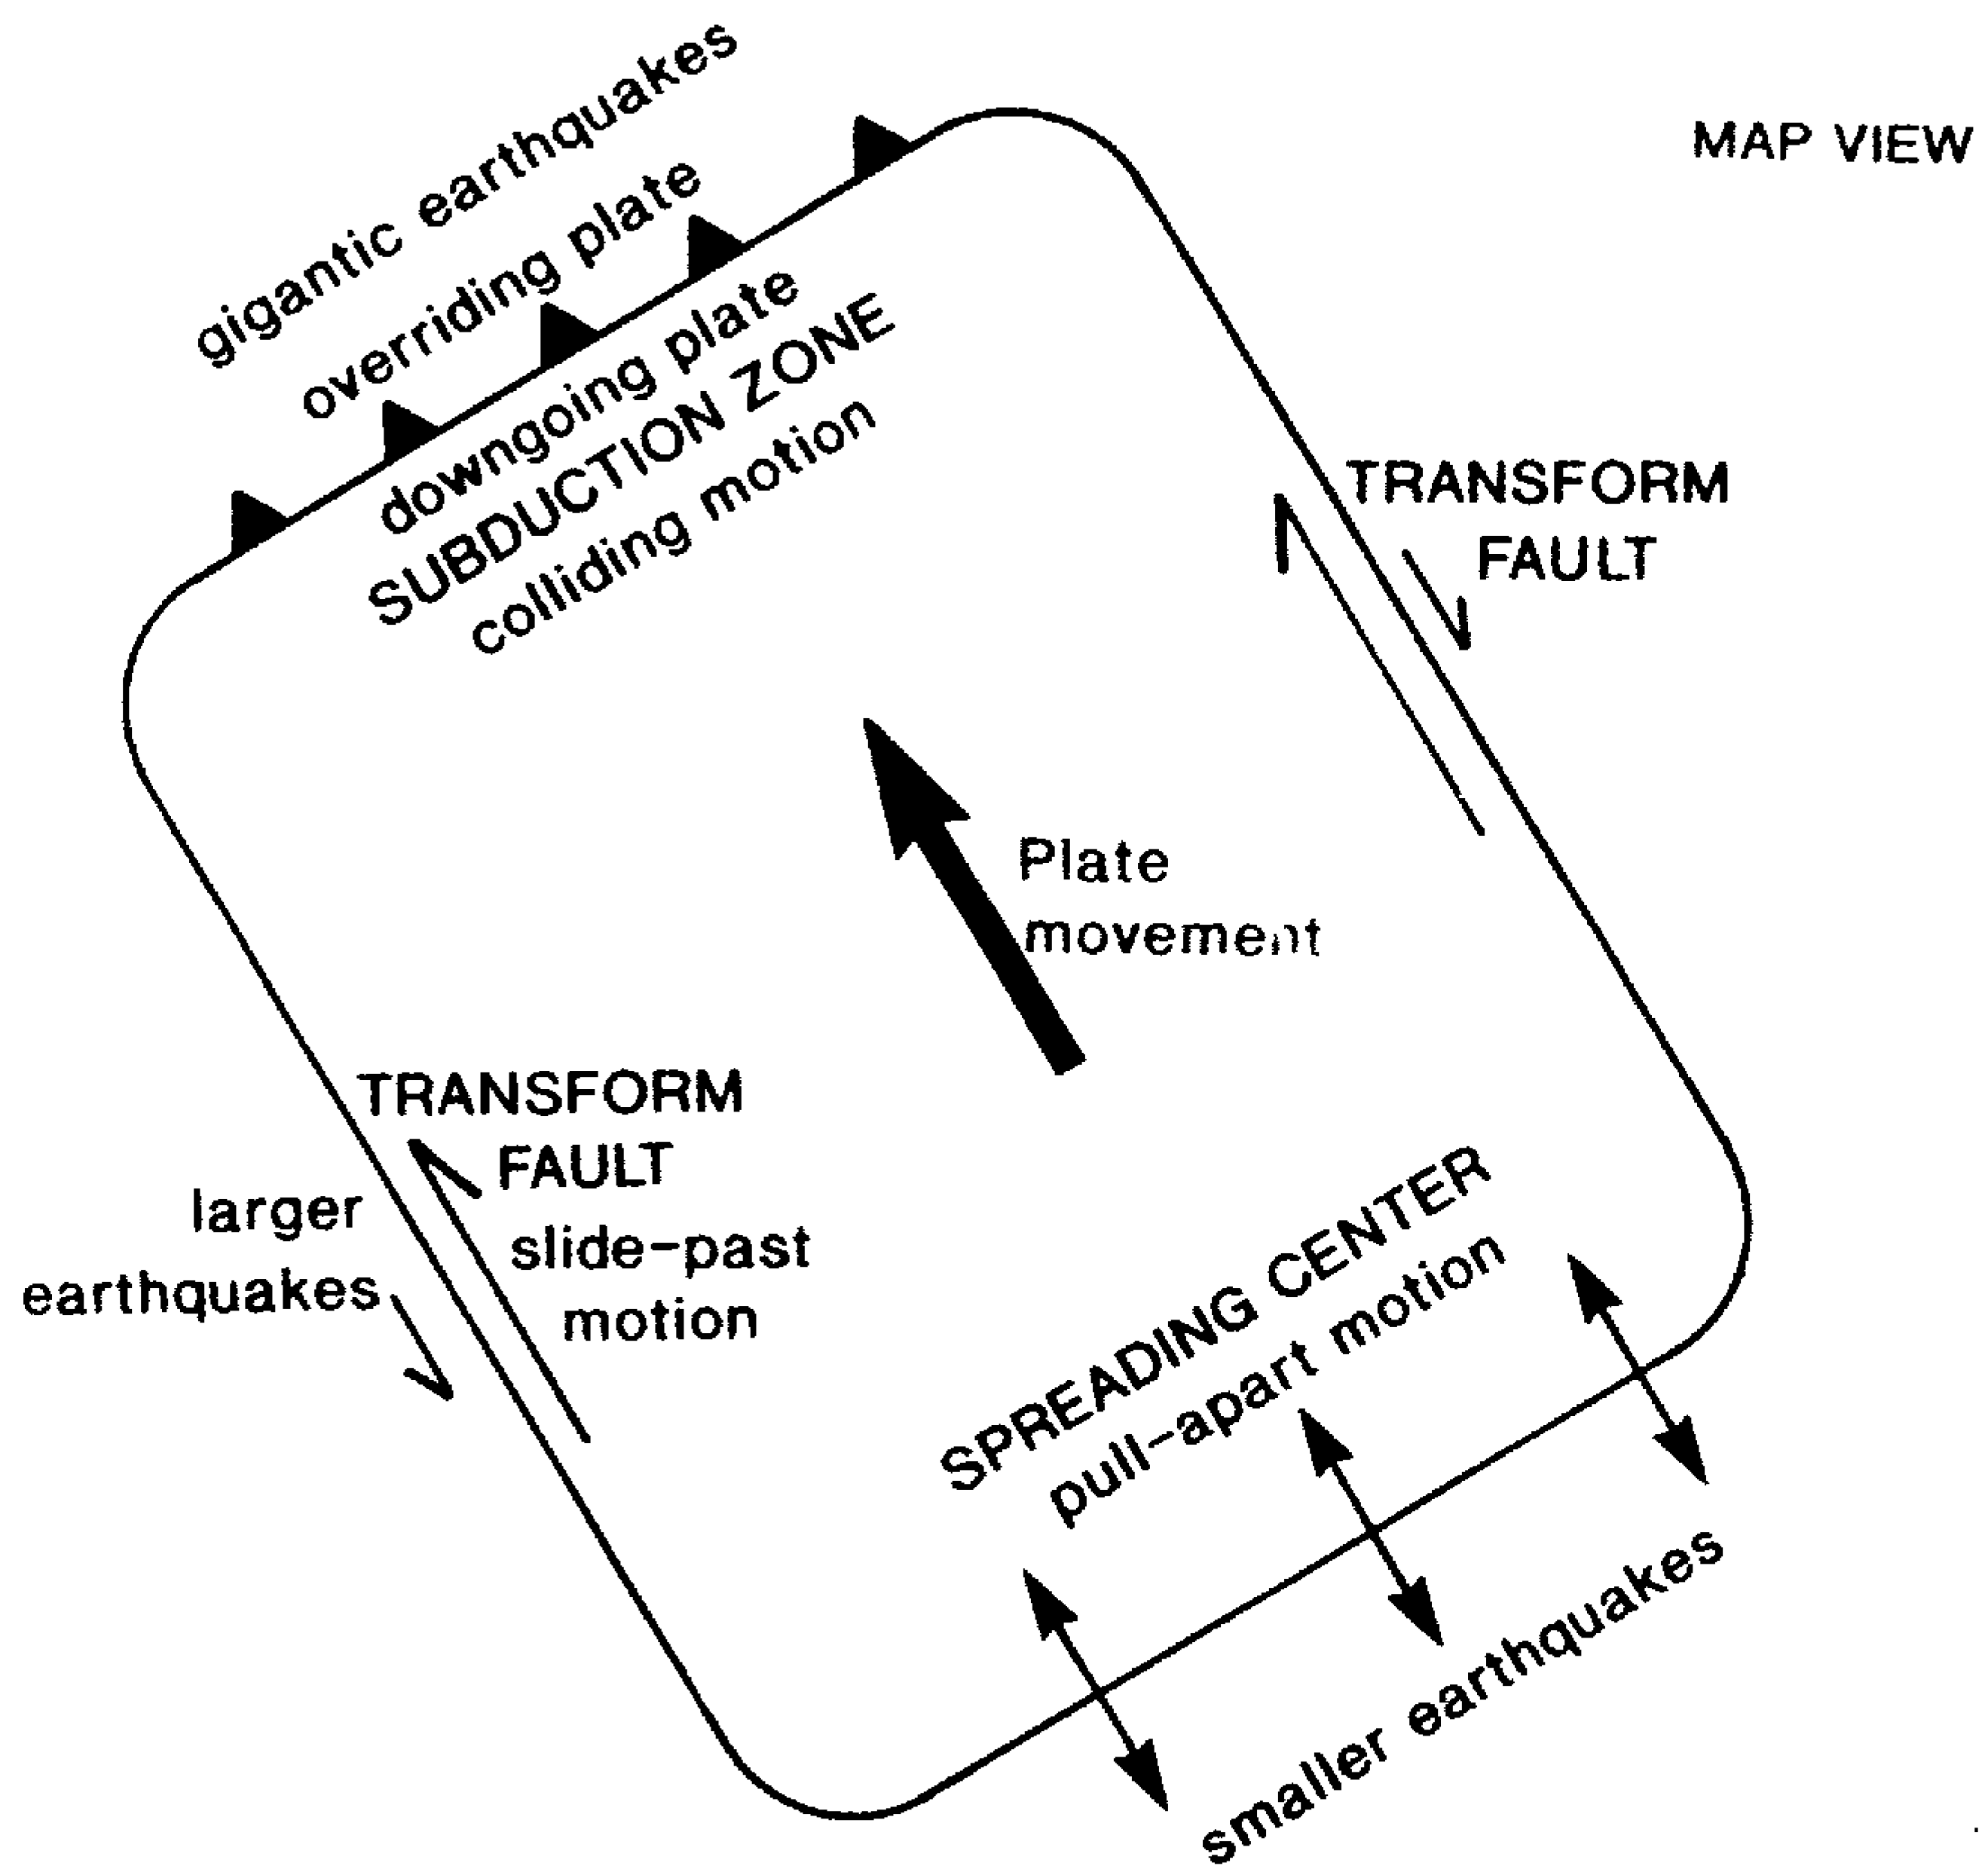 MAP VIEW
gigantic earthquakes
overriding plate
downgoing plate
SUBDUCTION ZONE
colliding motion
TRANSFORM
FAULT
Plate
movement
TRANSFORM
FAULT
larger
earthquakes
slide-past
motion
SPREADING CENTER
pull-apart motion
smaller earthquakes